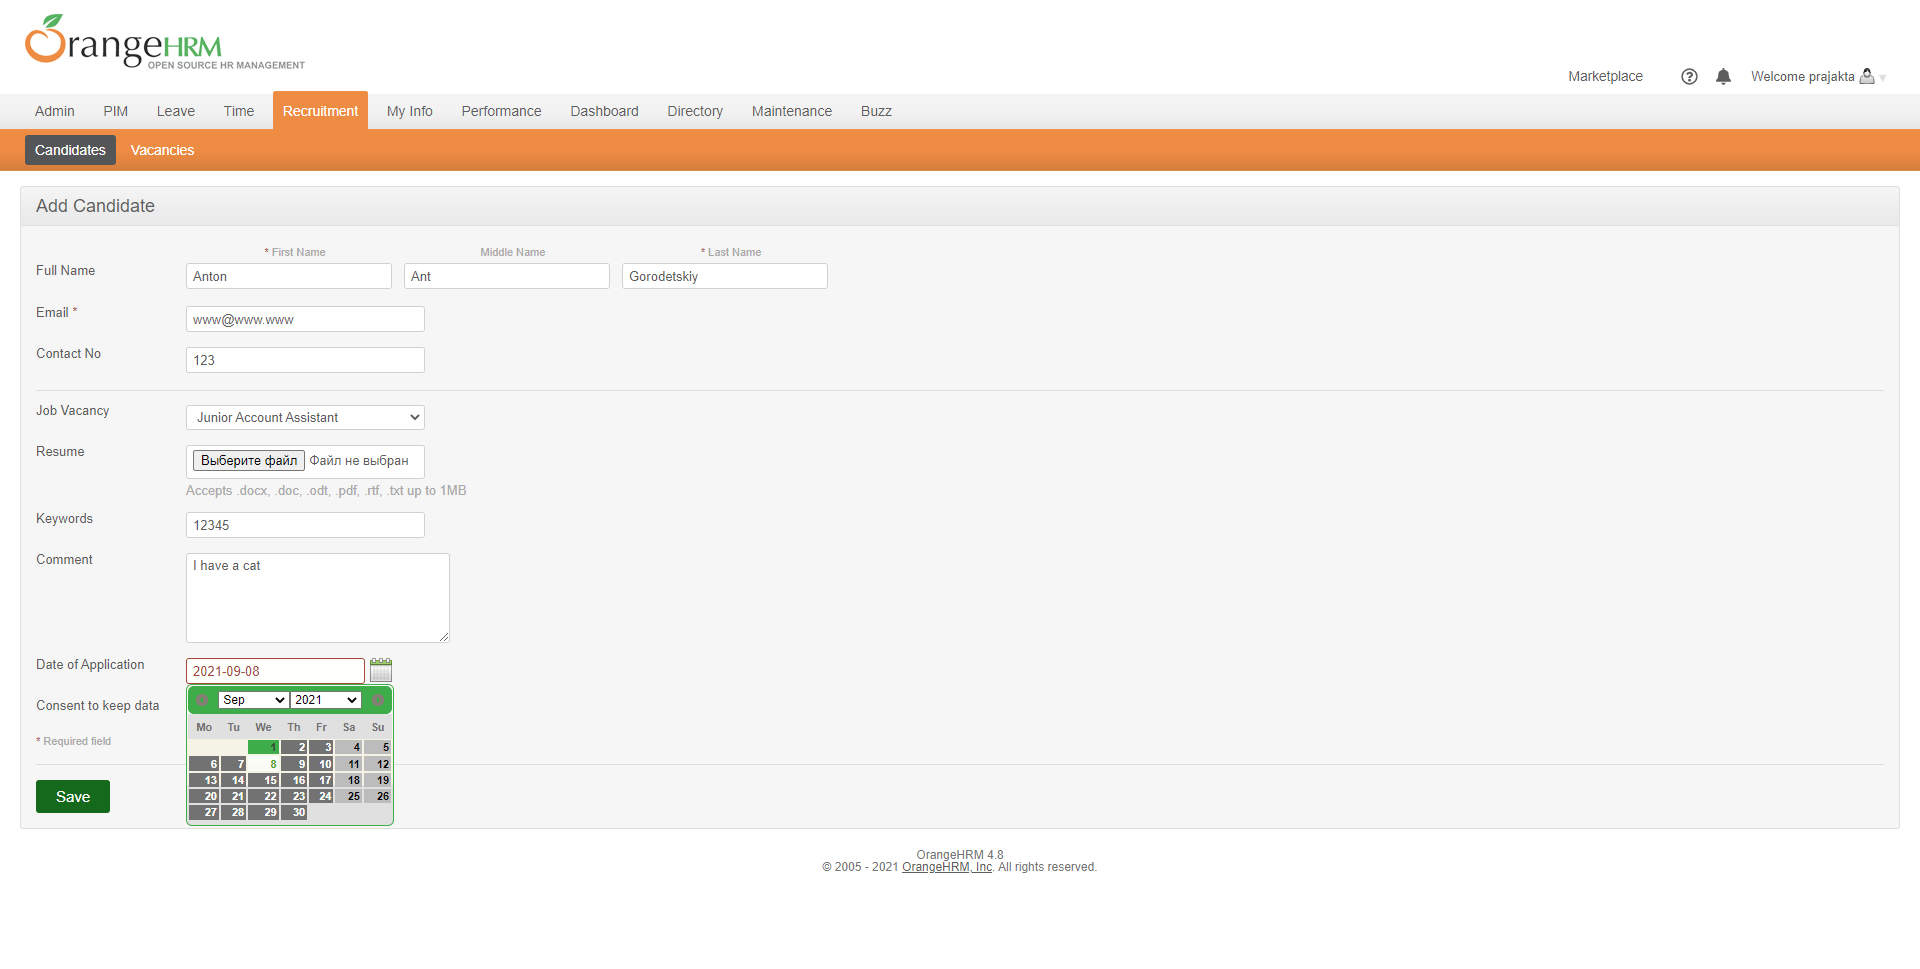 OrangeHRM
OPEN SOURCE HR MANAGEMENT
Marketplace
Welcome prajakta
Admin PIM Leave Time Recruitment My Info Performance Dashboard Directory Maintenance Buzz
Candidates Vacancies
Add Candidate
* First Name Middle Name * Last Name
Full Name Anton Ant Gorodetskiy
Email * www@www.www
Contact No 123
Job Vacancy Junior Account Assistant
Resume Выберите файл Файл не выбран
Accepts .docx, .doc, .odt, .pdf, .rtf, .txt up to 1MB
Keywords 12345
Comment I have a cat
Date of Application 2021-09-08
Consent to keep data Sep 2021
Mo Tu We Th Fr Sa Su
* Required field
1 2 3 4 5
6 7 8 9 10 11 12
13 14 15 16 17 18 19
Save 20 21 22 23 24 25 26
27 28 29 30
OrangeHRM 4.8
© 2005 - 2021 OrangeHRM, Inc. All rights reserved.